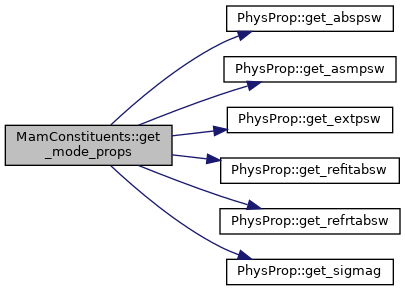 PhysProp::get_abspsw
PhysProp::get_asmpsw
PhysProp::get_extpsw
MamConstituents::get
_mode_props
PhysProp::get_refitabsw
PhysProp::get_refrtabsw
PhysProp::get_sigmag